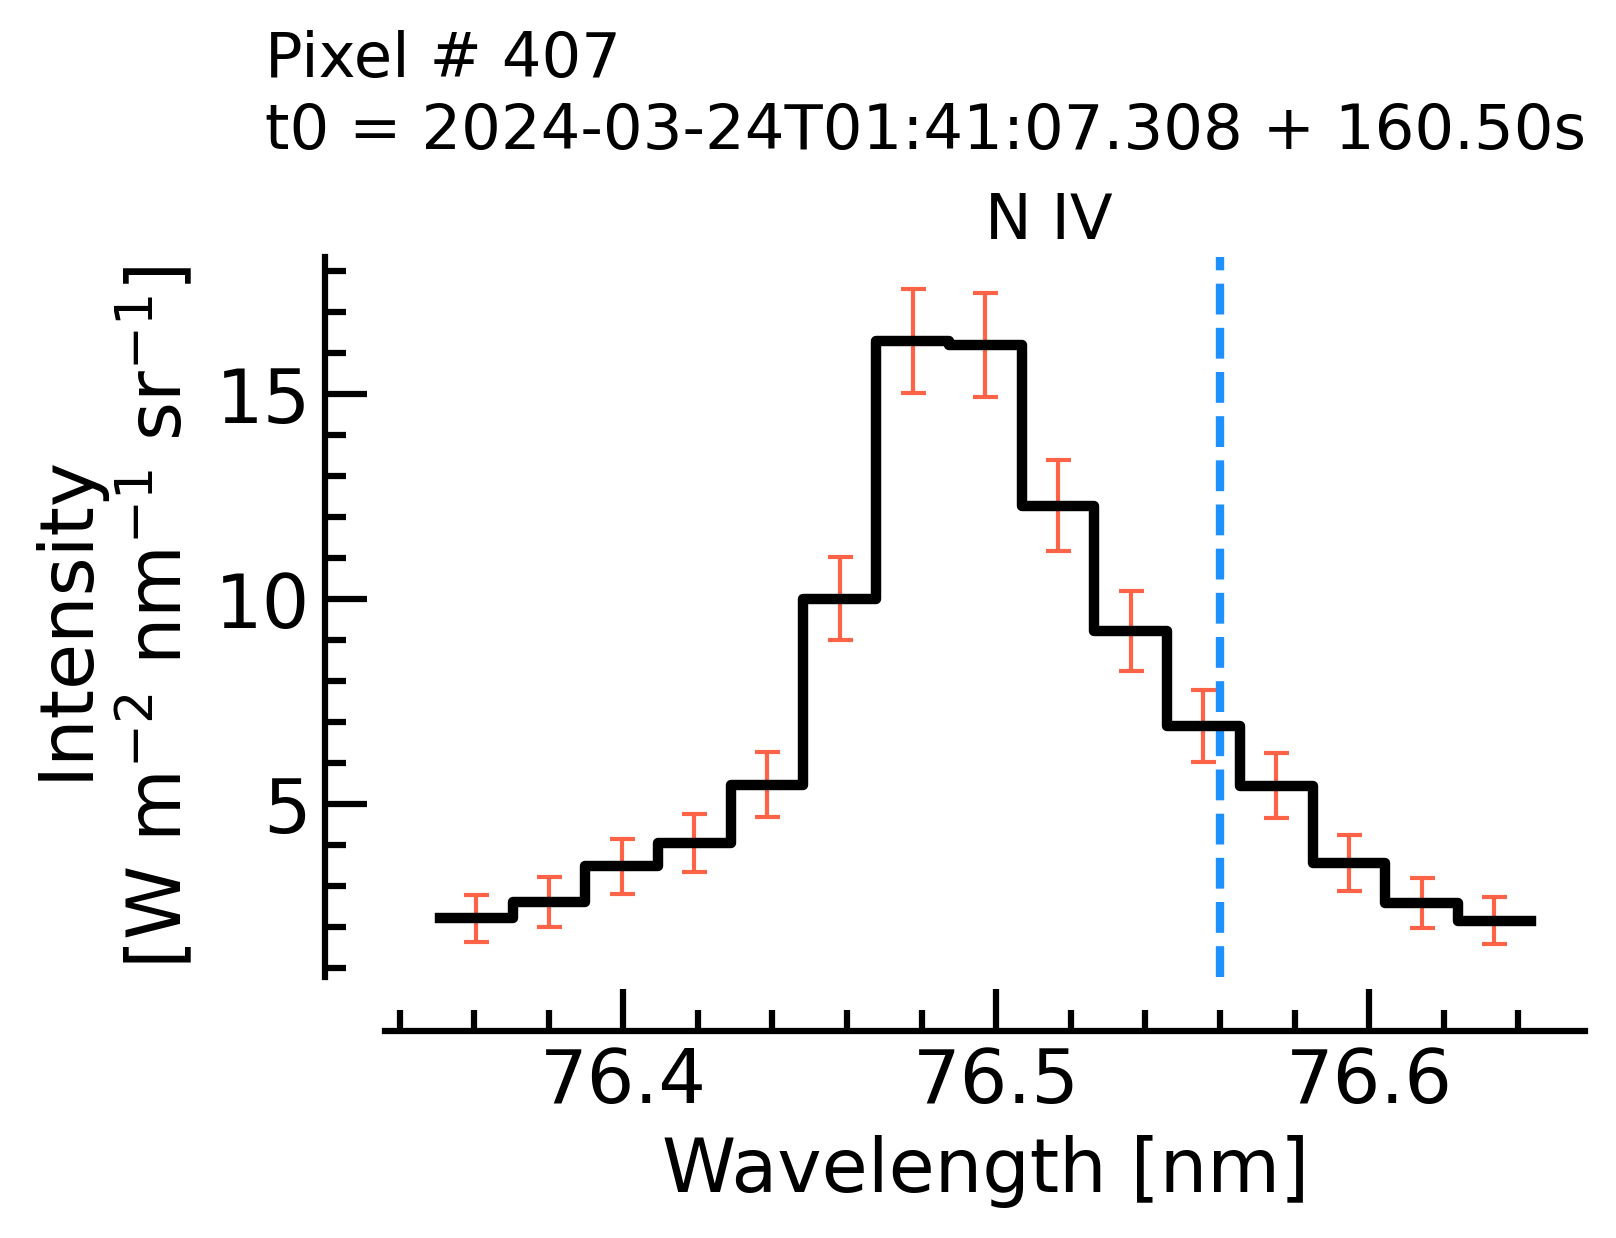 Pixel # 407
t0 = 2024-03-24T01:41:07.308 + 160.50s
N IV
Intensity
[W m⁻² nm⁻¹ sr⁻¹]
15
10
5
76.4 76.5 76.6
Wavelength [nm]